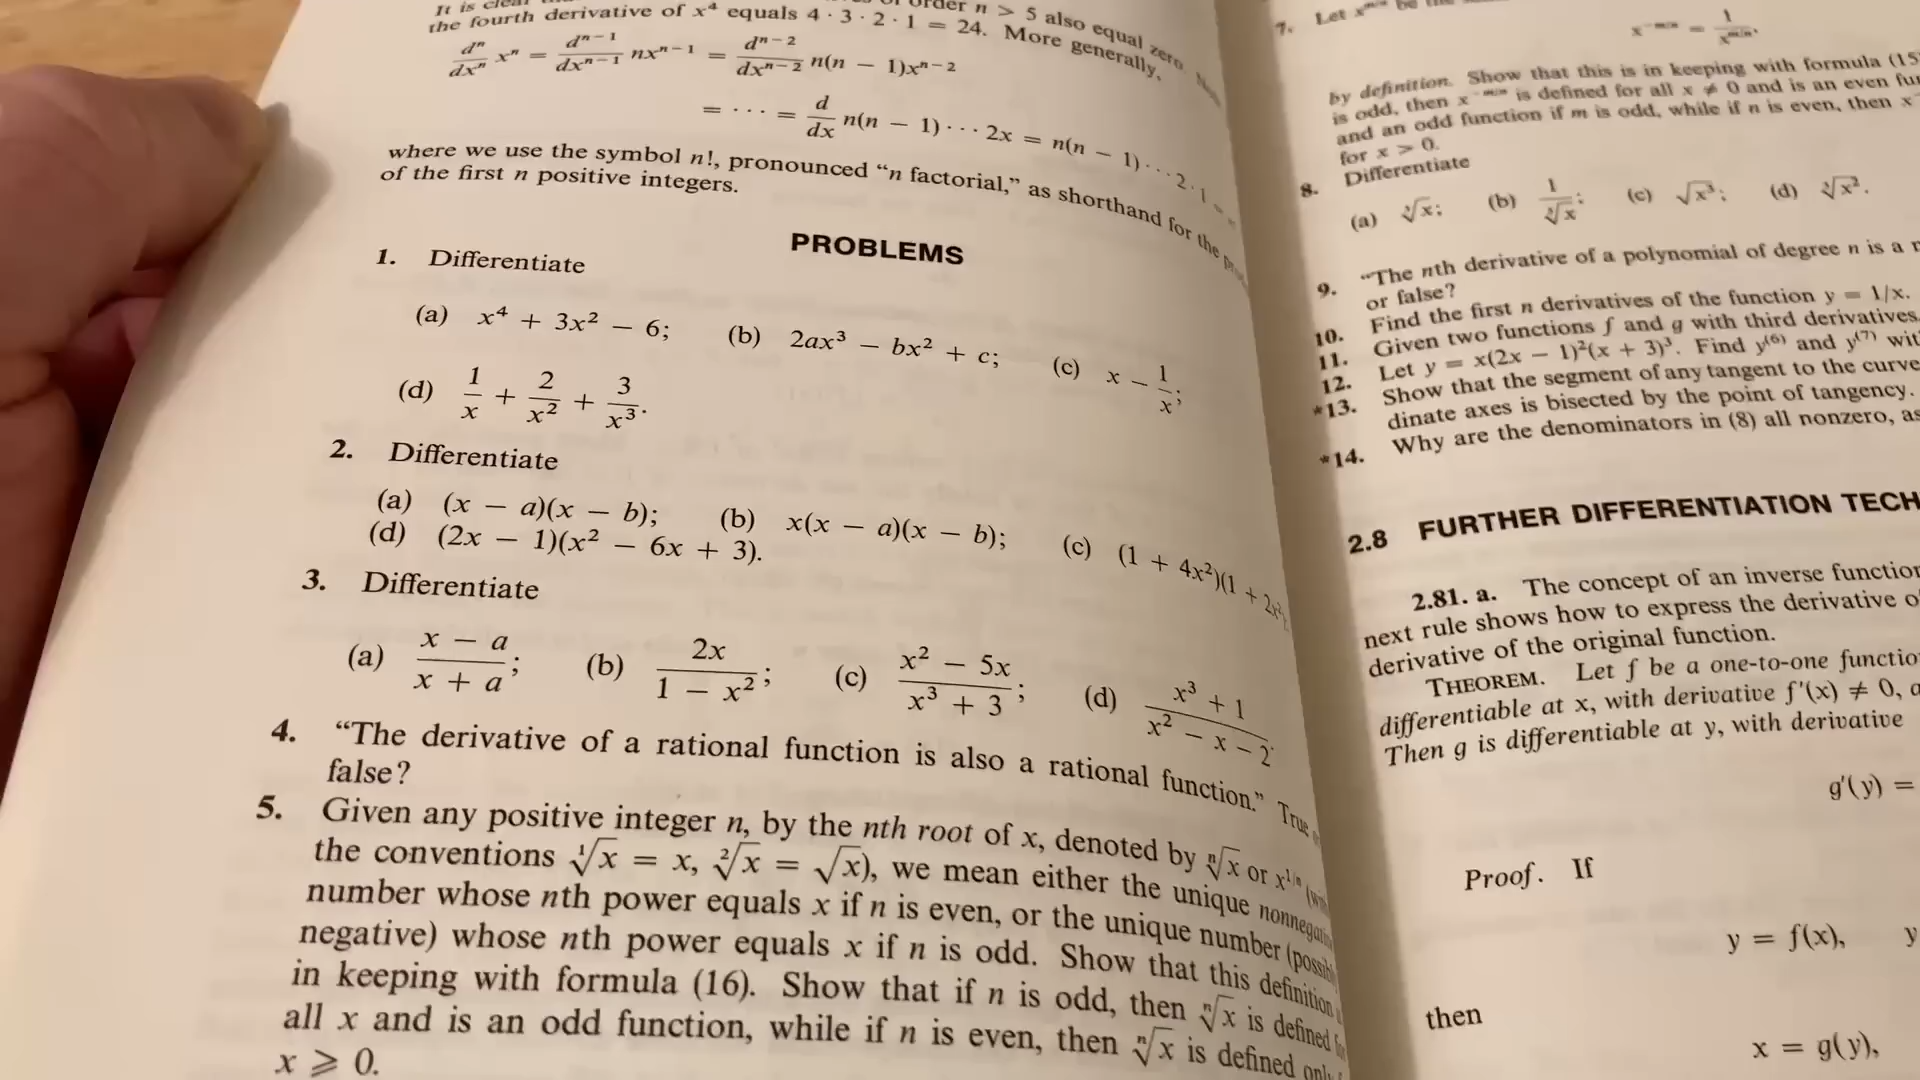 It is
order n > 5 also equal zero.
the fourth derivative of x⁴ equals 4 · 3 · 2 · 1 = 24. More generally,
dⁿ/dxⁿ xⁿ = dⁿ⁻¹/dxⁿ⁻¹ nxⁿ⁻¹ = dⁿ⁻²/dxⁿ⁻² n(n − 1)xⁿ⁻²
= · · · = d/dx n(n − 1) · · · 2x = n(n − 1) · · · 2 · 1
where we use the symbol n!, pronounced “n factorial,” as shorthand for the
of the first n positive integers.
PROBLEMS
1. Differentiate
(a) x⁴ + 3x² − 6; (b) 2ax³ − bx² + c; (c) x − 1/x;
(d) 1/x + 2/x² + 3/x³.
2. Differentiate
(a) (x − a)(x − b); (b) x(x − a)(x − b); (c) (1 + 4x²)(1 + 2x²)
(d) (2x − 1)(x² − 6x + 3).
3. Differentiate
(a) (x − a)/(x + a); (b) 2x/(1 − x²); (c) (x² − 5x)/(x³ + 3); (d) (x³ + 1)/(x² − x − 2).
4. “The derivative of a rational function is also a rational function.” True
false?
5. Given any positive integer n, by the nth root of x, denoted by ⁿ√x or x¹/ⁿ
the conventions ¹√x = x, ²√x = √x), we mean either the unique
number whose nth power equals x if n is even, or the unique number
negative) whose nth power equals x if n is odd. Show that this definition
in keeping with formula (16). Show that if n is odd, then ⁿ√x is defined
all x and is an odd function, while if n is even, then ⁿ√x is defined
x ⩾ 0.
7. Let
by definition. Show that this is in keeping with formula
is odd, then x⁻ᵐ/ⁿ is defined for all x ≠ 0 and is an even
and an odd function if m is odd, while if n is even, then
for x > 0.
8. Differentiate
(a) (b) (c) √x³; (d)
9. “The nth derivative of a polynomial of degree n is a
or false?
10. Find the first n derivatives of the function y = 1/x.
11. Given two functions f and g with third derivatives,
12. Let y = x(2x − 1)²(x + 3)³. Find y⁽⁶⁾ and y⁽⁷⁾
*13. Show that the segment of any tangent to the curve
dinate axes is bisected by the point of tangency.
*14. Why are the denominators in (8) all nonzero,
2.8 FURTHER DIFFERENTIATION
2.81. a. The concept of an inverse function
next rule shows how to express the derivative
derivative of the original function.
THEOREM. Let f be a one-to-one
differentiable at x, with derivative f′(x) ≠ 0,
Then g is differentiable at y, with derivative
g′(y) =
Proof. If
y = f(x), y
then
x = g(y),